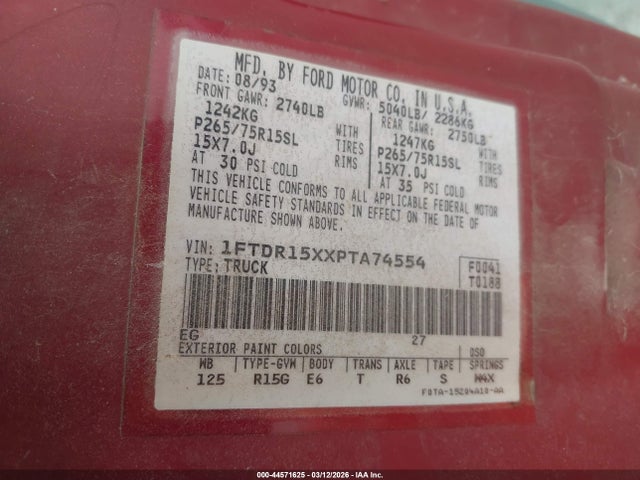 MFD. BY FORD MOTOR CO. IN U.S.A.
DATE: 08/93 GVWR: 5040LB/ 2286KG
FRONT GAWR: 2740LB REAR GAWR: 2750LB
1242KG WITH 1247KG WITH
P265/75R15SL TIRES P265/75R15SL TIRES
15X7.0J RIMS 15X7.0J RIMS
AT 30 PSI COLD AT 35 PSI COLD
THIS VEHICLE CONFORMS TO ALL APPLICABLE FEDERAL MOTOR
VEHICLE SAFETY STANDARDS IN EFFECT ON THE DATE OF
MANUFACTURE SHOWN ABOVE.
VIN: 1FTDR15XXPTA74554 F0041
TYPE: TRUCK T0188
EG 27
EXTERIOR PAINT COLORS DSO
WB TYPE-GVW BODY TRANS AXLE TAPE SPRINGS
125 R15G E6 T R6 S M4X
F0TA-15204A10-AA
000-44571625 | 03/12/2026 | IAA Inc.